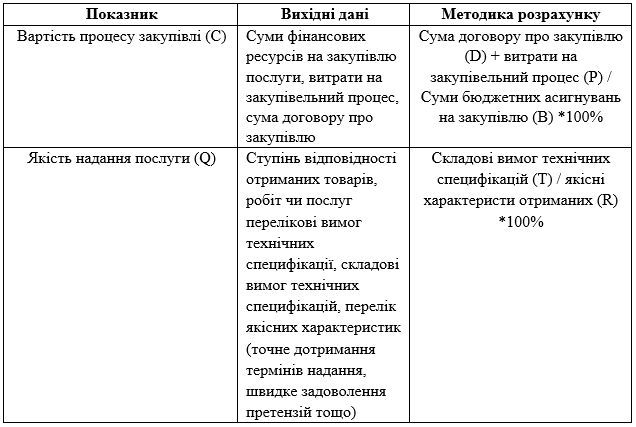 Показник
Вихідні дані
Методика розрахунку
Вартість процесу закупівлі (С)
Суми фінансових
ресурсів на закупівлю
послуги, витрати на
закупівельний процес,
сума договору про
закупівлю
Сума договору про закупівлю
(D) + витрати на
закупівельний процес (P) /
Суми бюджетних асигнувань
на закупівлю (B) *100%
Якість надання послуги (Q)
Ступінь відповідності
отриманих товарів,
робіт чи послуг
перелікові вимог
технічних
специфікації, складові
вимог технічних
специфікацій, перелік
якісних характеристик
(точне дотримання
термінів надання,
швидке задоволення
претензій тощо)
Складові вимог технічних
специфікацій (T) / якісні
характеристи отриманих (R)
*100%